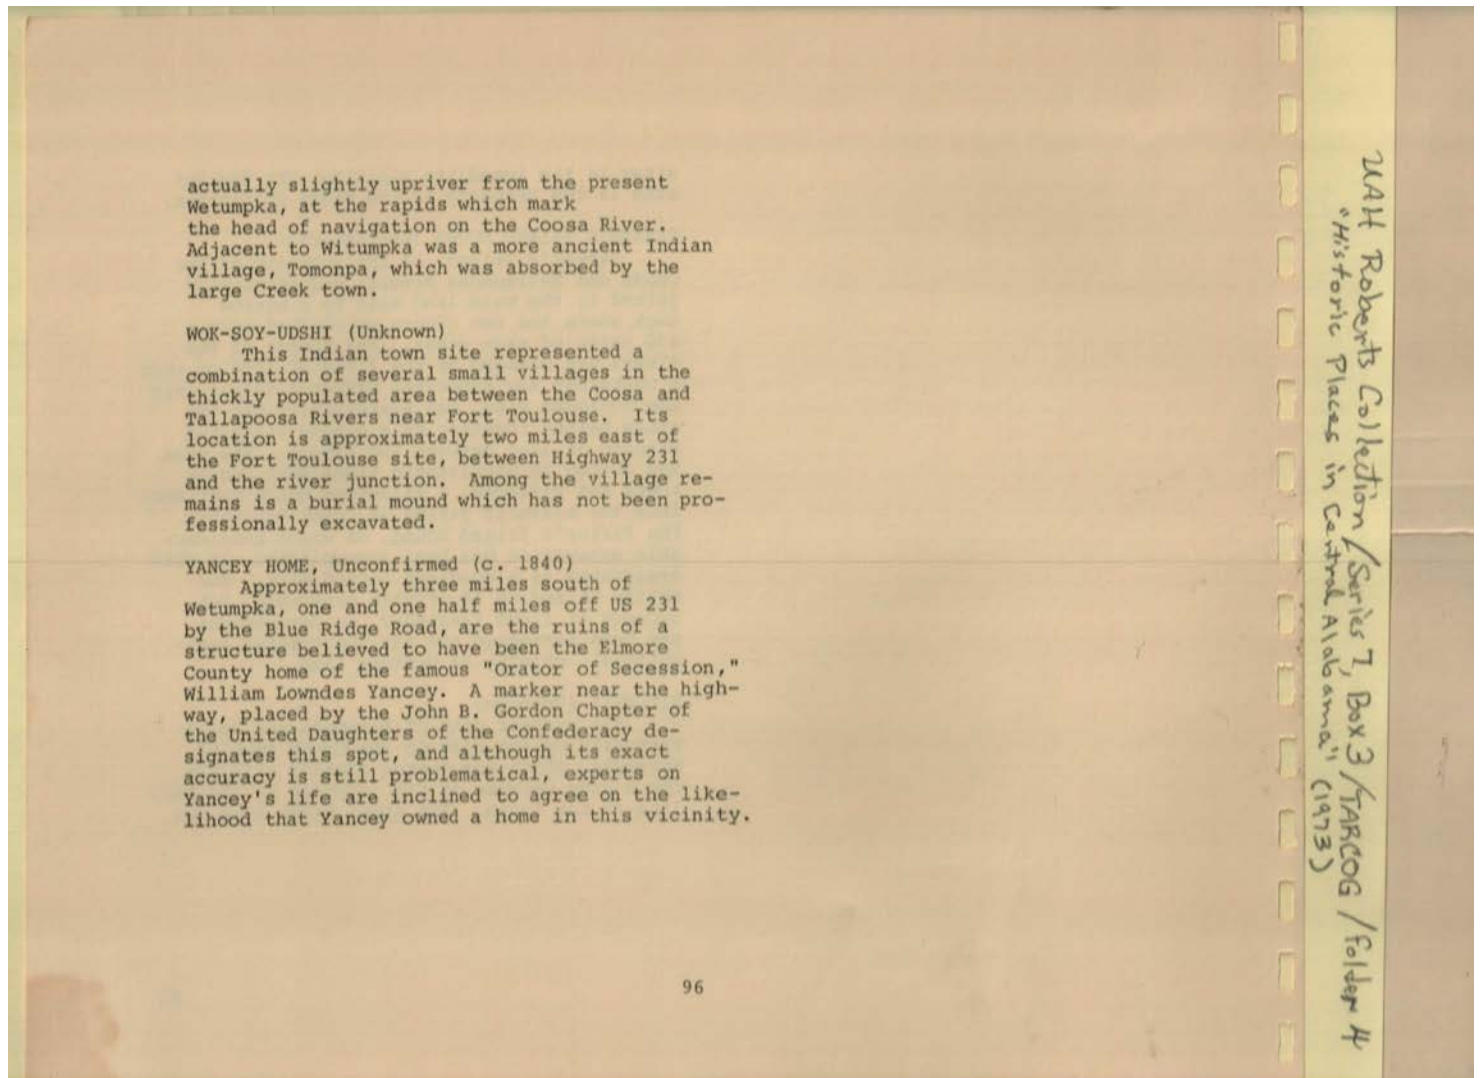 actually slightly upriver from the present
Wetumpka, at the rapids which mark
the head of navigation on the Coosa River.
Adjacent to Witumpka was a more ancient Indian
village, Tomonpa, which was absorbed by the
large Creek town.
WOK-SOY-UDSHI (Unknown)
This Indian town site represented a
combination of several small villages in the
thickly populated area between the Coosa and
Tallapoosa Rivers near Fort Toulouse. Its
location is approximately two miles east of
the Fort Toulouse site, between Highway 231
and the river junction. Among the village re-
mains is a burial mound which has not been pro-
fessionally excavated.
YANCEY HOME, Unconfirmed (c. 1840)
Approximately three miles south of
Wetumpka, one and one half miles off US 231
by the Blue Ridge Road, are the ruins of a
structure believed to have been the Elmore
County home of the famous "Orator of Secession,"
William Lowndes Yancey. A marker near the high-
way, placed by the John B. Gordon Chapter of
the United Daughters of the Confederacy de-
signates this spot, and although its exact
accuracy is still problematical, experts on
Yancey's life are inclined to agree on the like-
lihood that Yancey owned a home in this vicinity.
96
UAH Roberts Collection/Series 7, Box 3/TARCOG/folder 4
"Historic Places in Central Alabama" (1973)